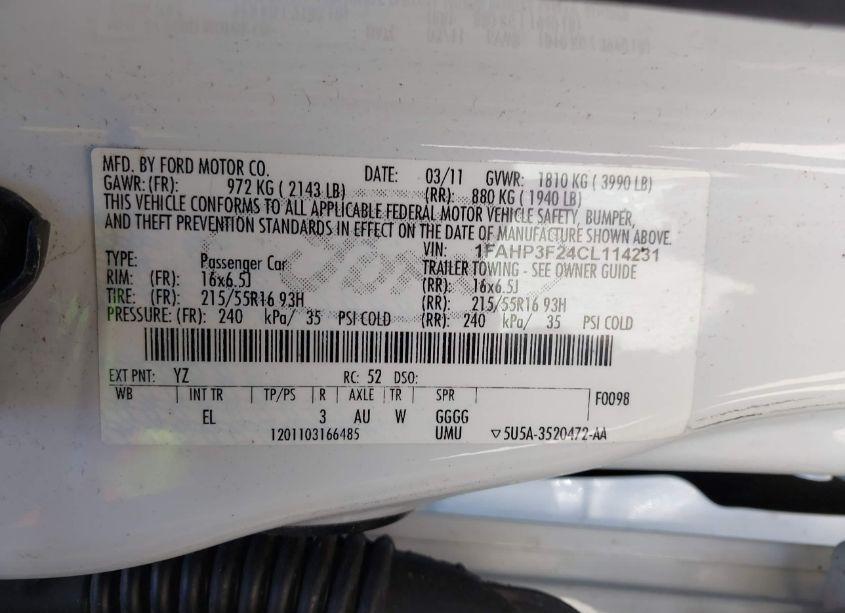 MFD. BY FORD MOTOR CO. DATE: 03/11 GVWR: 1810 KG ( 3990 LB)
GAWR: (FR): 972 KG ( 2143 LB) (RR): 880 KG ( 1940 LB)
THIS VEHICLE CONFORMS TO ALL APPLICABLE FEDERAL MOTOR VEHICLE SAFETY, BUMPER,
AND THEFT PREVENTION STANDARDS IN EFFECT ON THE DATE OF MANUFACTURE SHOWN ABOVE.
VIN: 1FAHP3F24CL114231
TYPE: Passenger Car TRAILER TOWING - SEE OWNER GUIDE
RIM: (FR): 16x6.5J (RR): 16x6.5J
TIRE: (FR): 215/55R16 93H (RR): 215/55R16 93H
PRESSURE: (FR): 240 kPa/ 35 PSI COLD (RR): 240 kPa/ 35 PSI COLD
EXT PNT: YZ RC: 52 DSO:
WB INT TR TP/PS R AXLE TR SPR F0098
EL 3 AU W GGGG
1201103166485 UMU ▽5U5A-3520472-AA